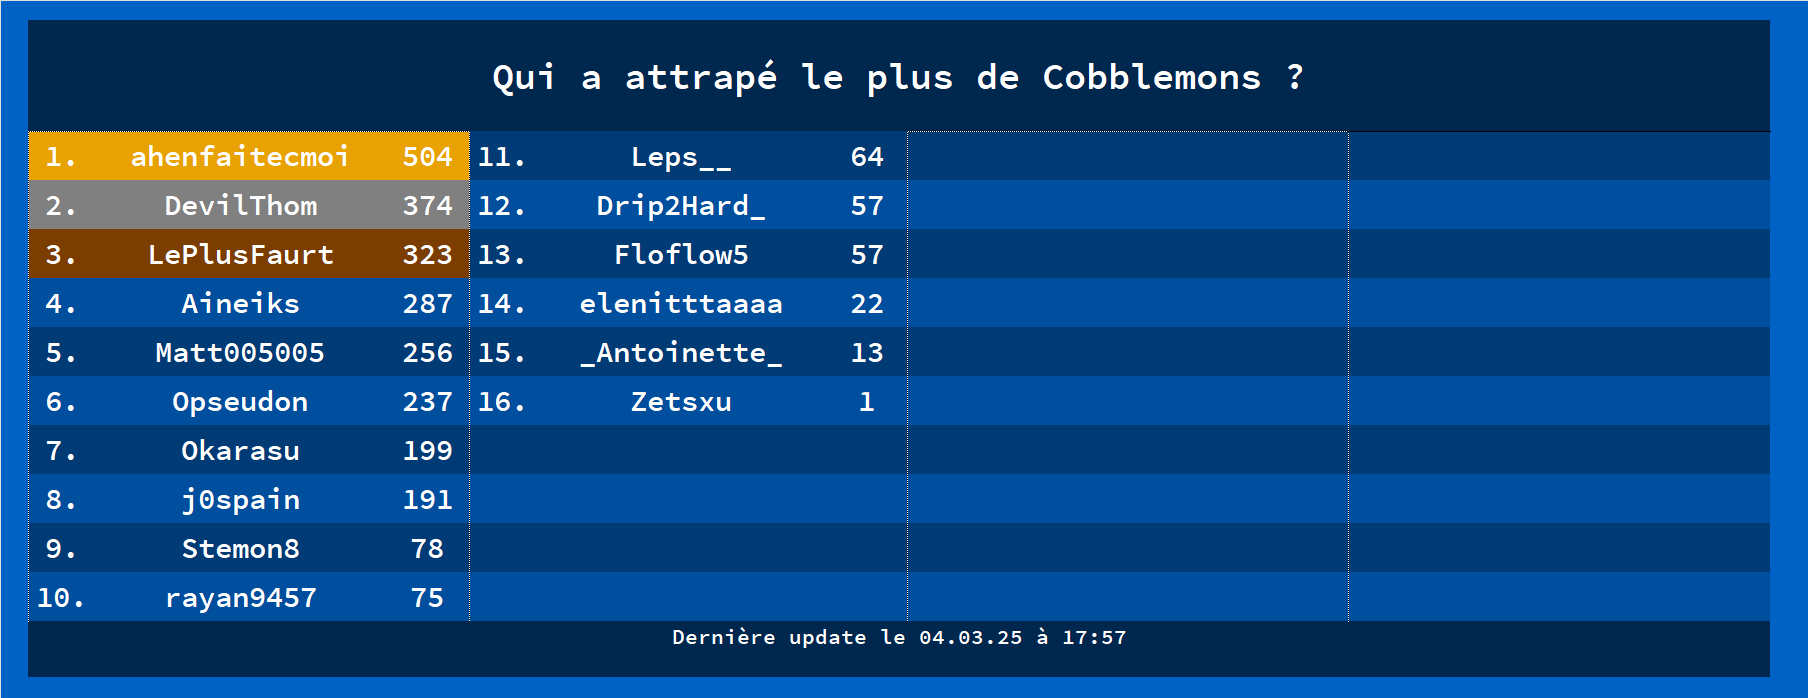 Qui a attrapé le plus de Cobblemons ?
1. ahenfaitecmoi 504
2. DevilThom 374
3. LePlusFaurt 323
4. Aineiks 287
5. Matt005005 256
6. Opseudon 237
7. Okarasu 199
8. j0spain 191
9. Stemon8 78
10. rayan9457 75
11. Leps__ 64
12. Drip2Hard_ 57
13. Floflow5 57
14. elenitttaaaa 22
15. _Antoinette_ 13
16. Zetsxu 1
Dernière update le 04.03.25 à 17:57